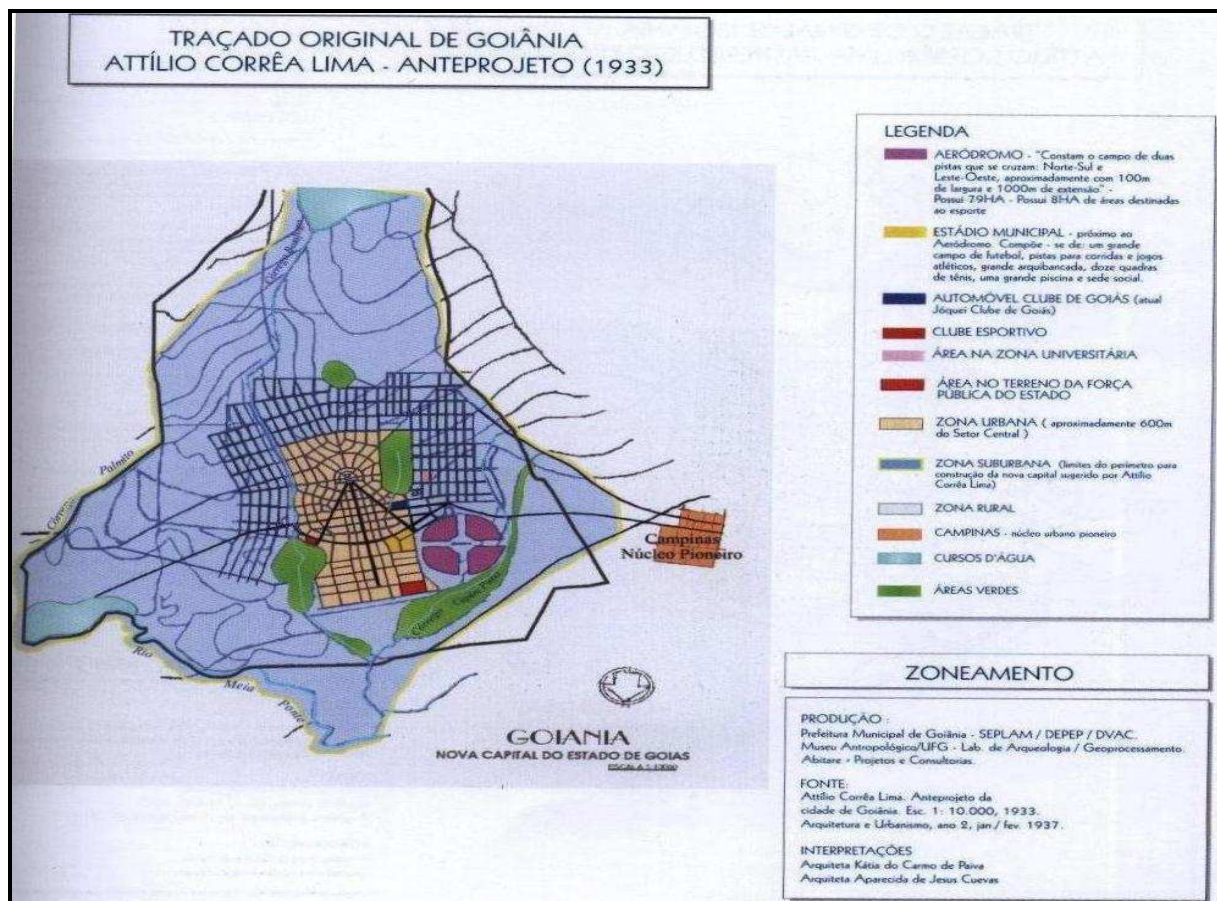 TRAÇADO ORIGINAL DE GOIÂNIA
ATTÍLIO CORRÊA LIMA - ANTEPROJETO (1933)
LEGENDA
AERÓDROMO - "Constam o campo de duas
pistas que se cruzam: Norte-Sul e
Leste-Oeste, aproximadamente com 100m
de largura e 1000m de extensão" -
Possui 79HA - Possui 8HA de áreas destinadas
ao esporte
ESTÁDIO MUNICIPAL - próximo ao
Aeródromo. Compõe - se de: um grande
campo de futebol, pistas para corridas e jogos
atléticos, grande arquibancada, doze quadras
de tênis, uma grande piscina e sede social.
AUTOMÓVEL CLUBE DE GOIÁS (atual
Jóquei Clube de Goiás)
CLUBE ESPORTIVO
ÁREA NA ZONA UNIVERSITÁRIA
ÁREA NO TERRENO DA FORÇA
PÚBLICA DO ESTADO
ZONA URBANA ( aproximadamente 600m
do Setor Central )
ZONA SUBURBANA (limites do perímetro para
construção da nova capital sugerido por Attílio
Corrêa Lima)
ZONA RURAL
CAMPINAS - núcleo urbano pioneiro
CURSOS D'ÁGUA
ÁREAS VERDES
Córrego
Palmito
Campinas
Núcleo Pioneiro
Córrego
Rio
Meia
Ponte
GOIANIA
NOVA CAPITAL DO ESTADO DE GOIAS
ZONEAMENTO
PRODUÇÃO :
Prefeitura Municipal de Goiânia - SEPLAM / DEPEP / DVAC.
Museu Antropológico/UFG - Lab. de Arqueologia / Geoprocessamento.
Abitare - Projetos e Consultorias.
FONTE:
Attílio Corrêa Lima. Anteprojeto da
cidade de Goiânia. Esc. 1: 10.000, 1933.
Arquitetura e Urbanismo, ano 2, jan / fev. 1937.
INTERPRETAÇÕES
Arquiteta Kátia do Carmo de Paiva
Arquiteta Aparecida de Jesus Cuevas